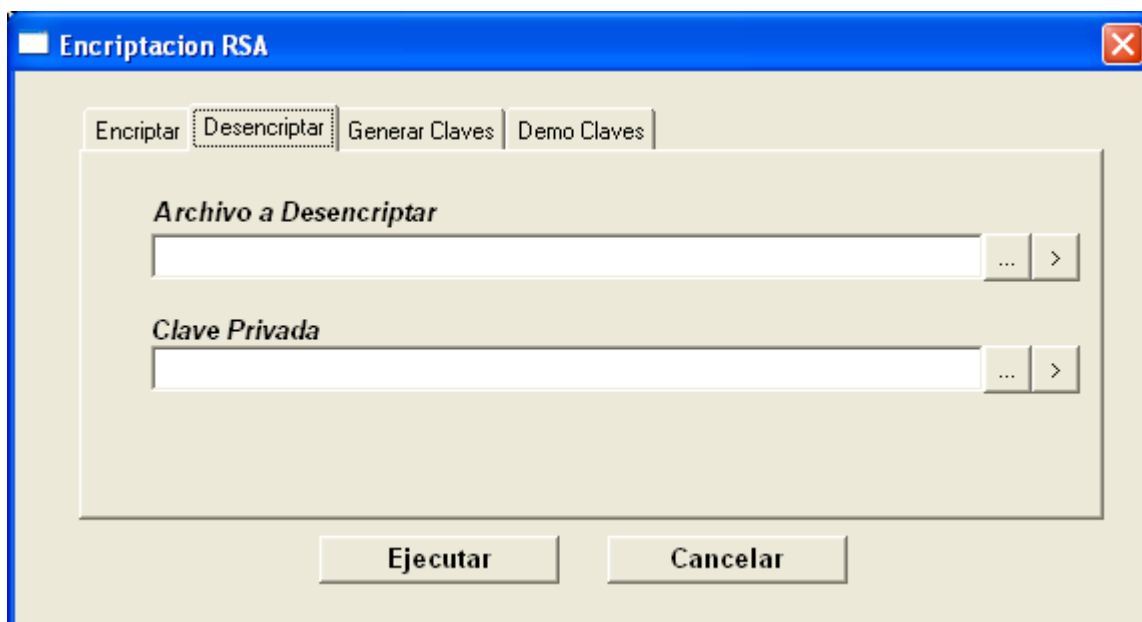 Encriptacion RSA
Encriptar Desencriptar Generar Claves Demo Claves
Archivo a Desencriptar
... >
Clave Privada
... >
Ejecutar Cancelar